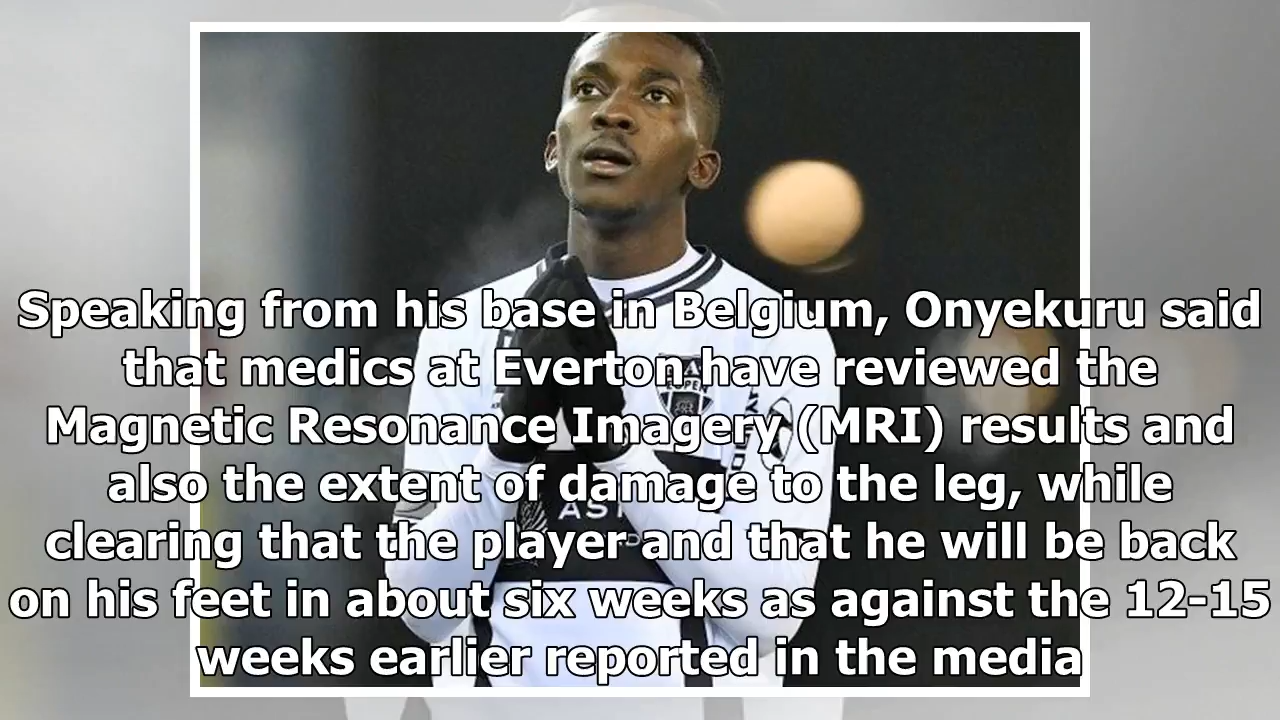 Speaking from his base in Belgium, Onyekuru said
that medics at Everton have reviewed the
Magnetic Resonance Imagery (MRI) results and
also the extent of damage to the leg, while
clearing that the player and that he will be back
on his feet in about six weeks as against the 12-15
weeks earlier reported in the media